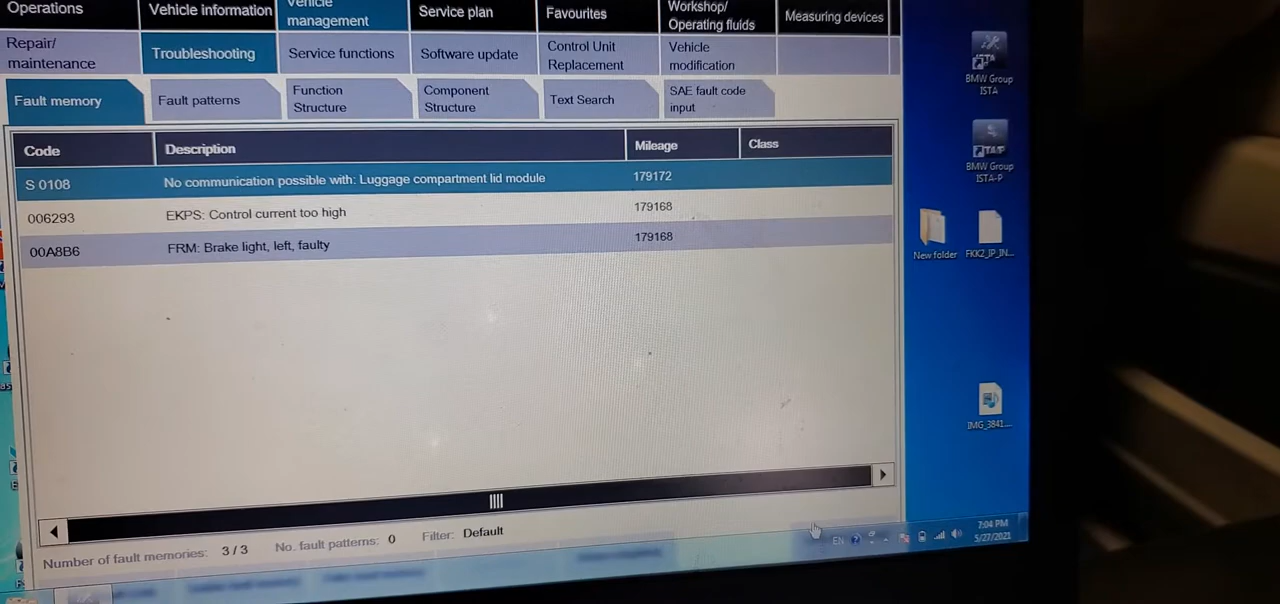 Operations
Vehicle information
Vehicle
management
Service plan
Favourites
Workshop/
Operating fluids
Measuring devices
Repair/
maintenance
Troubleshooting
Service functions
Software update
Control Unit
Replacement
Vehicle
modification
Fault memory
Fault patterns
Function
Structure
Component
Structure
Text Search
SAE fault code
input
Code Description Mileage Class
S 0108 No communication possible with: Luggage compartment lid module 179172
006293 EKPS: Control current too high 179168
00A8B6 FRM: Brake light, left, faulty 179168
Number of fault memories: 3 / 3 No. fault patterns: 0 Filter: Default
BMW Group
ISTA
BMW Group
ISTA-P
New folder
FKK2_IP_IN...
IMG_3841....
EN
7:04 PM
5/27/2021